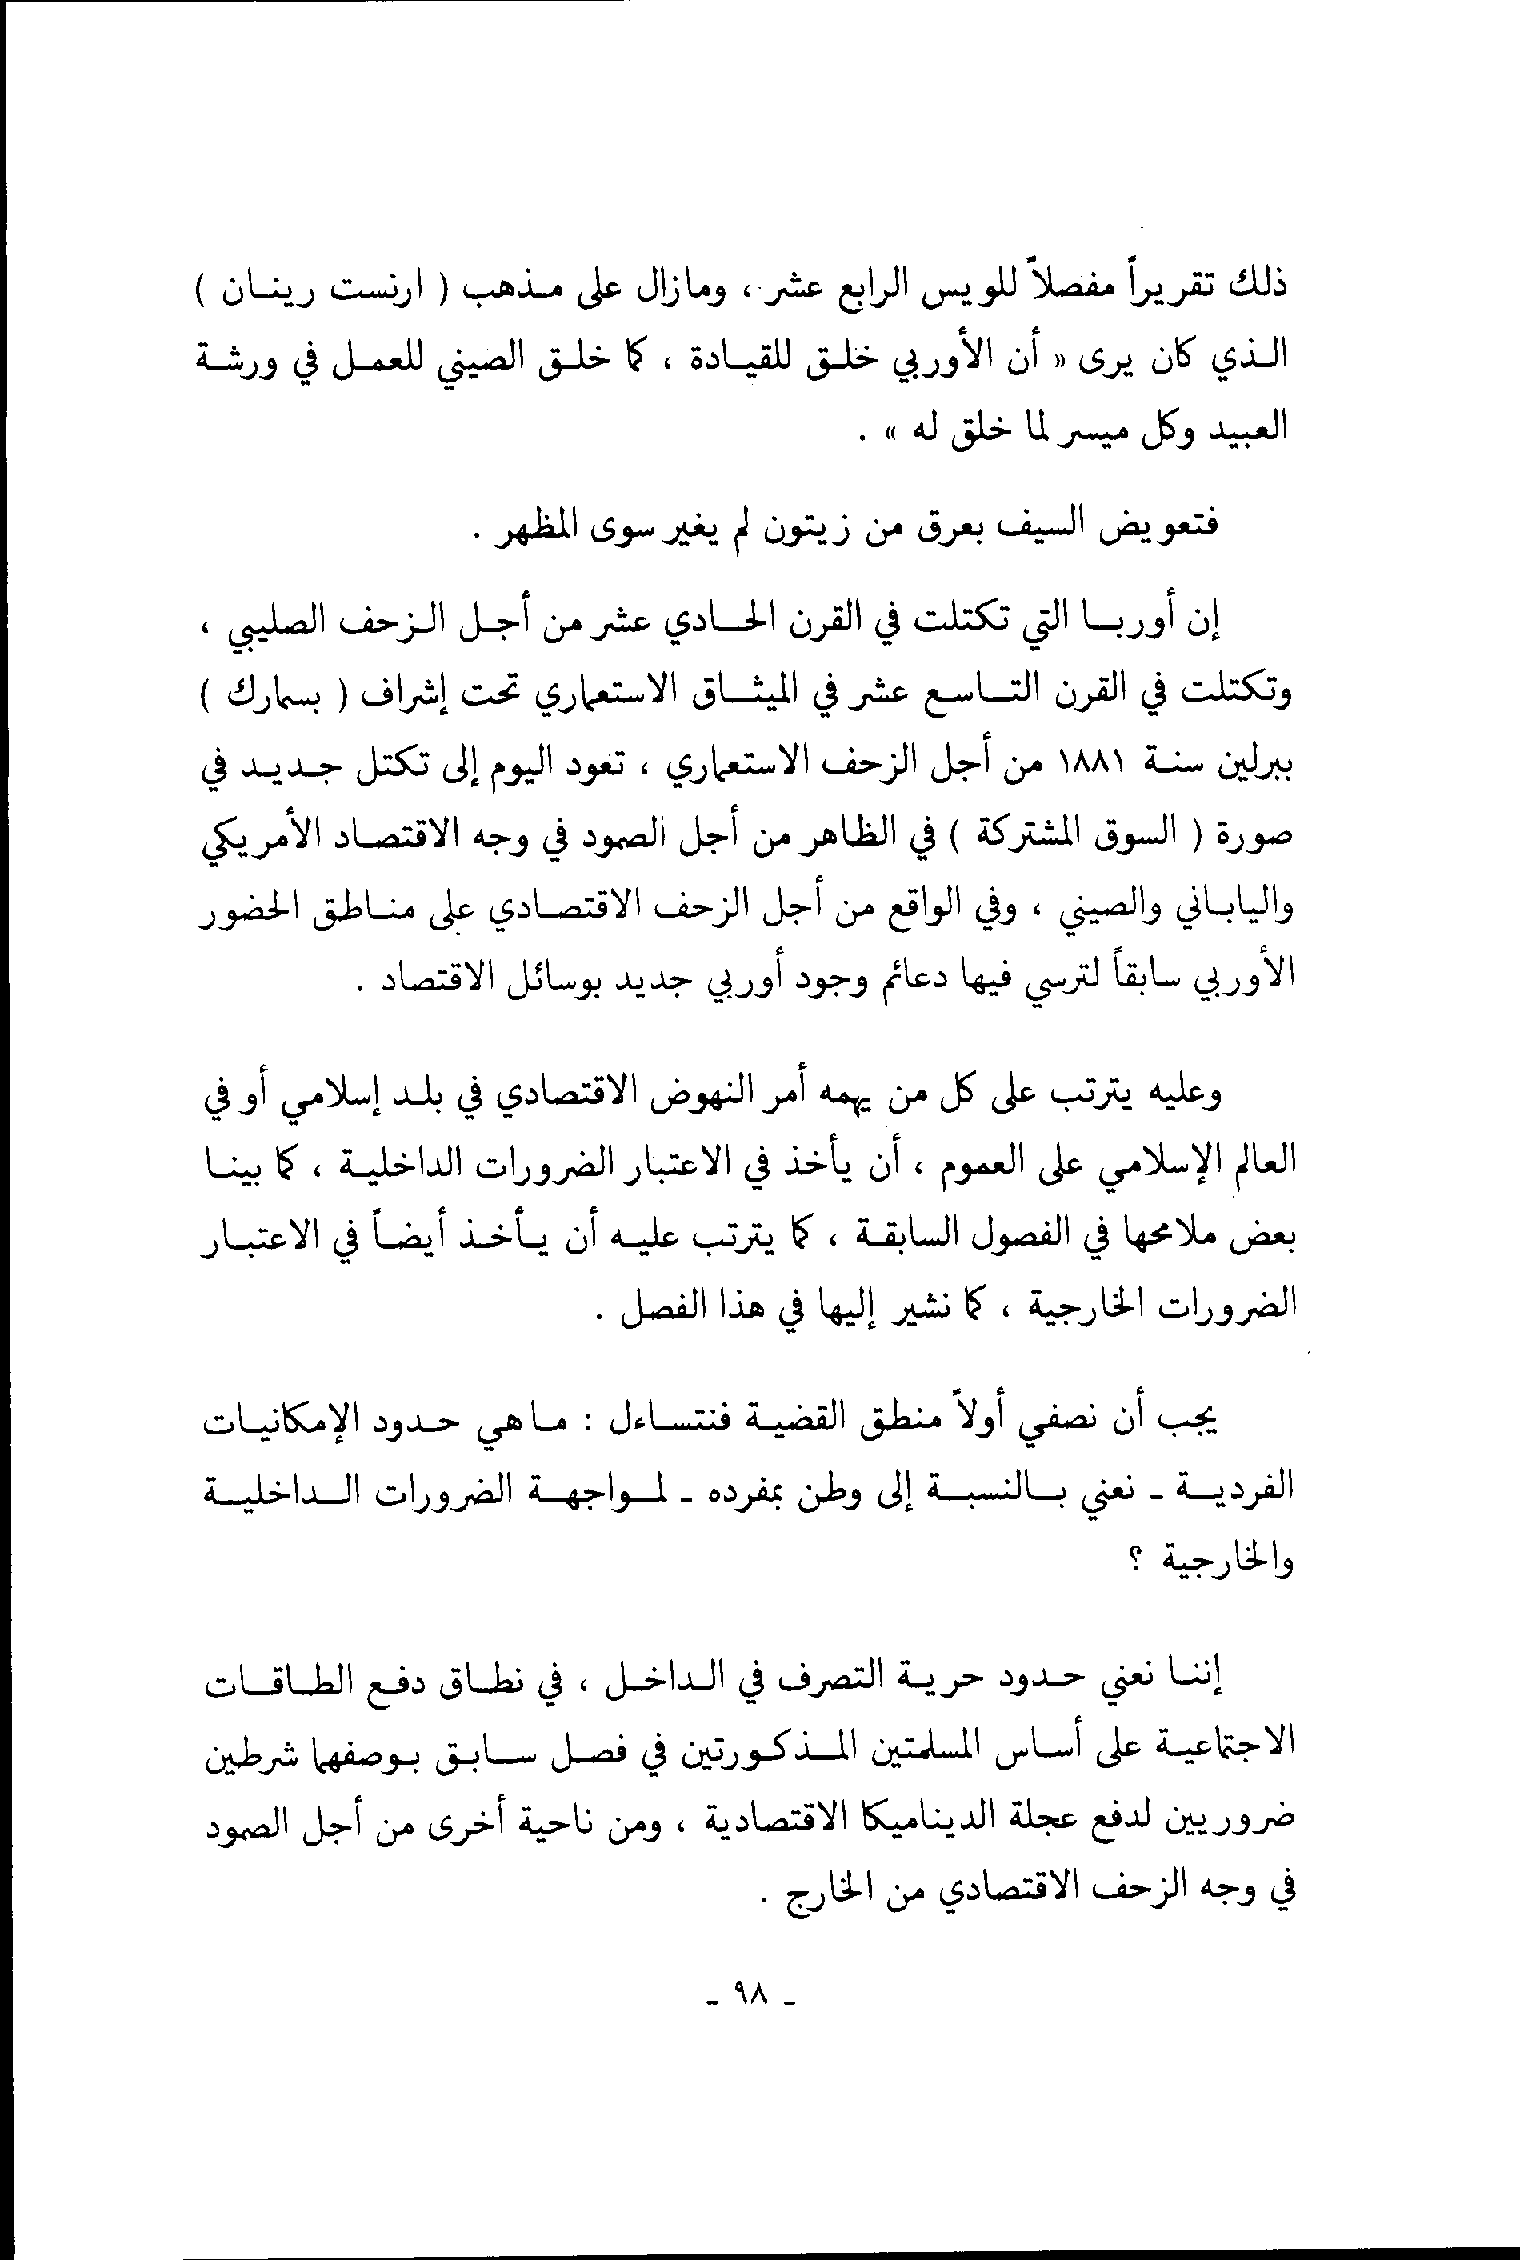 ذلك تقريراً مفصلاً للويس الرابع عشر ، ومازال على مذهب ( ارنست رينان )
الذي كان يرى « أن الأوربي خلق للقيادة ، كما خلق الصيني للعمل في ورشة
العبيد وكل ميسر لما خلق له » .
فتعويض السيف بعرق من زيتون لم يغير سوى المظهر .
إن أوربا التي تكتلت في القرن الحادي عشر من أجل الزحف الصليبي ،
وتكتلت في القرن التاسع عشر في الميثاق الاستعماري تحت إشراف ( بسمارك )
ببرلين سنة ١٨٨١ من أجل الزحف الاستعماري ، تعود اليوم إلى تكتل جديد في
صورة ( السوق المشتركة ) في الظاهر من أجل الصمود في وجه الاقتصاد الأمريكي
والياباني والصيني ، وفي الواقع من أجل الزحف الاقتصادي على مناطق الحضور
الأوربي سابقاً لترسي فيها دعائم وجود أوربي جديد بوسائل الاقتصاد .
وعليه يترتب على كل من يهمه أمر النهوض الاقتصادي في بلد إسلامي أو في
العالم الإسلامي على العموم ، أن يأخذ في الاعتبار الضرورات الداخلية ، كما بينا
بعض ملامحها في الفصول السابقة ، كما يترتب عليه أن يأخذ أيضاً في الاعتبار
الضرورات الخارجية ، كما نشير إليها في هذا الفصل .
يجب أن نصفي أولاً منطق القضية فنتساءل : ماهي حدود الإمكانيات
الفردية - نعني بالنسبة إلى وطن بمفرده - لمواجهة الضرورات الداخلية
والخارجية ؟
إننا نعني حدود حرية التصرف في الداخل ، في نطاق دفع الطاقات
الاجتماعية على أساس المسلمتين المذكورتين في فصل سابق بوصفهما شرطين
ضروريين لدفع عجلة الديناميكا الاقتصادية ، ومن ناحية أخرى من أجل الصمود
في وجه الزحف الاقتصادي من الخارج .
- ٩٨ -